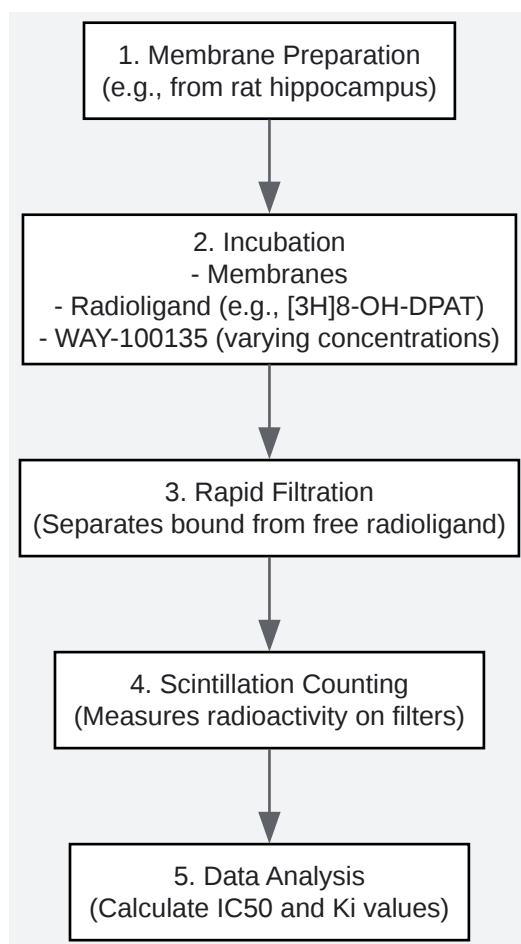 1. Membrane Preparation
(e.g., from rat hippocampus)
2. Incubation
- Membranes
- Radioligand (e.g., [3H]8-OH-DPAT)
- WAY-100135 (varying concentrations)
3. Rapid Filtration
(Separates bound from free radioligand)
4. Scintillation Counting
(Measures radioactivity on filters)
5. Data Analysis
(Calculate IC50 and Ki values)